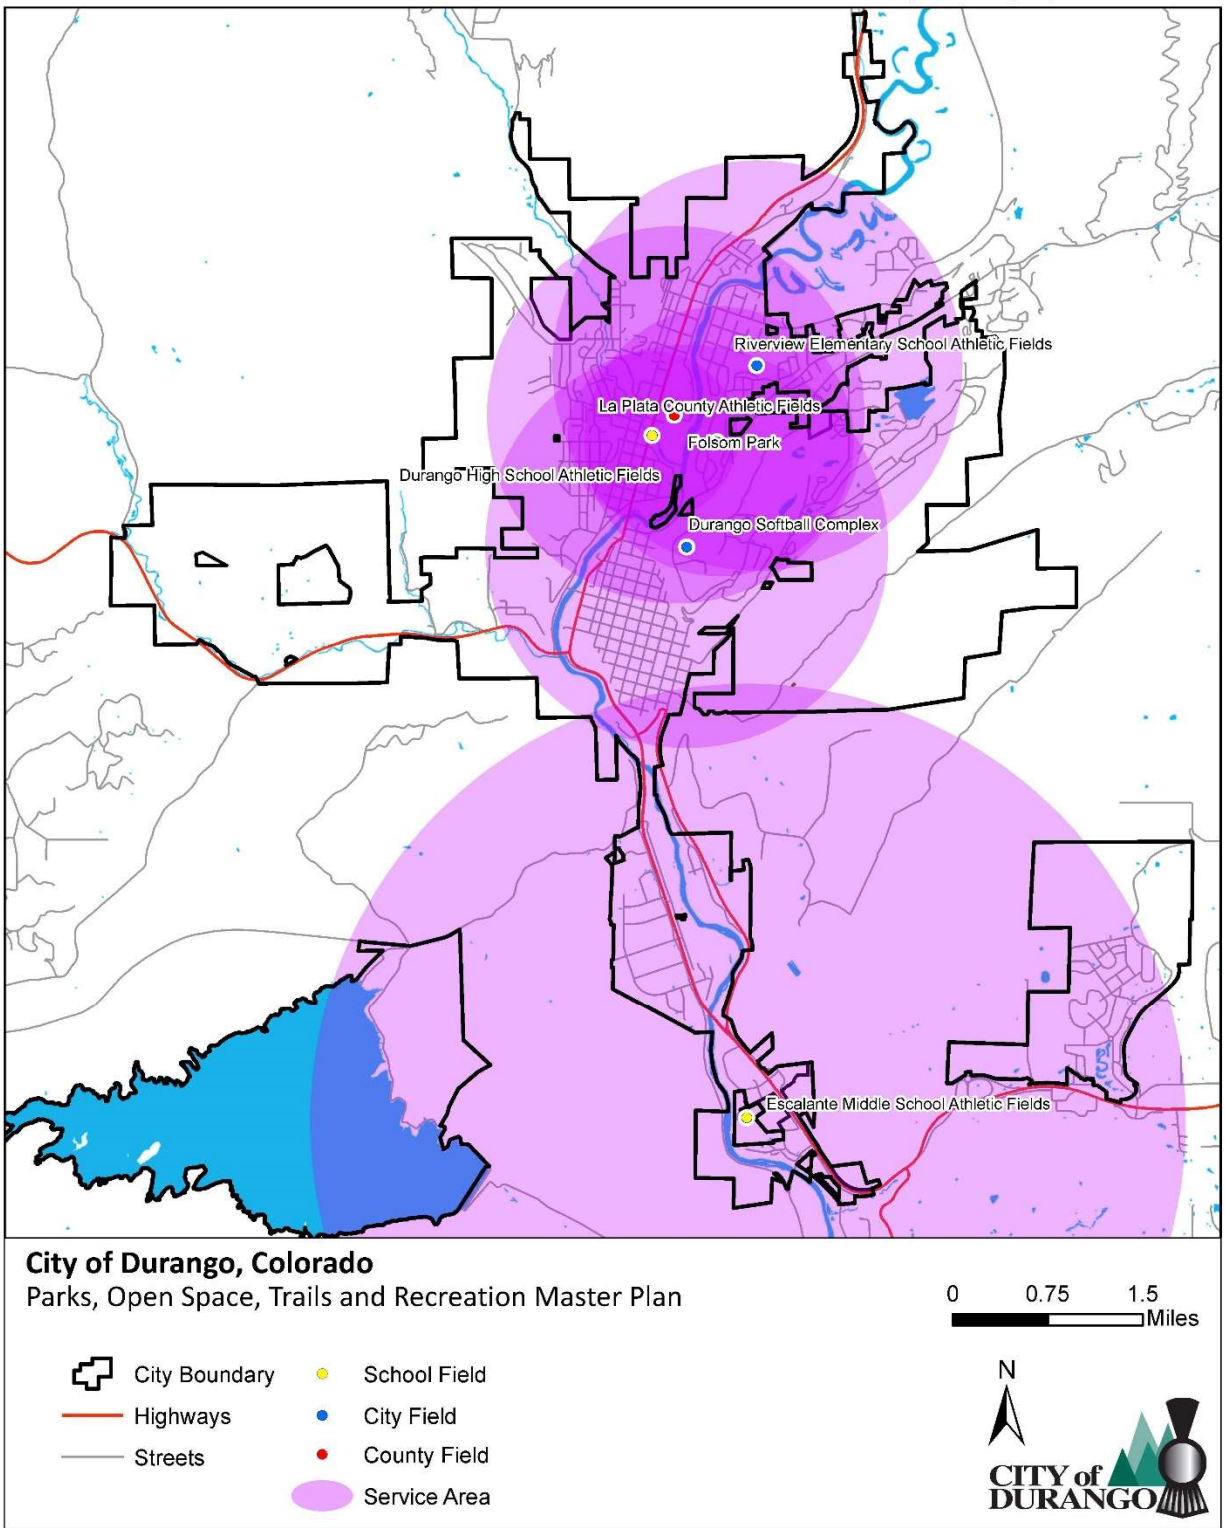 Riverview Elementary School Athletic Fields
La Plata County Athletic Fields
Folsom Park
Durango High School Athletic Fields
Durango Softball Complex
Escalante Middle School Athletic Fields
City of Durango, Colorado
Parks, Open Space, Trails and Recreation Master Plan
0 0.75 1.5
Miles
City Boundary
Highways
Streets
School Field
City Field
County Field
Service Area
N
CITY of
DURANGO